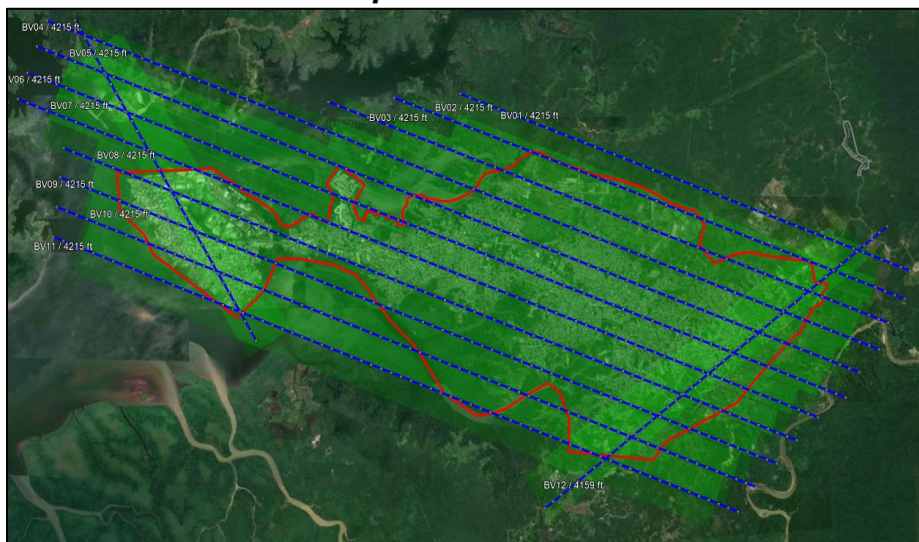 BV04 / 4215 ft
BV05 / 4215 ft
BV06 / 4215 ft
BV07 / 4215 ft
BV03 / 4215 ft
BV02 / 4215 ft
BV01 / 4215 ft
BV08 / 4215 ft
BV09 / 4215 ft
BV10 / 4215 ft
BV11 / 4215 ft
BV12 / 4159 ft